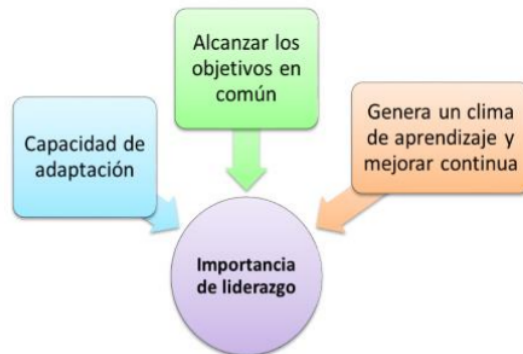 Alcanzar los
objetivos en
común
Capacidad de
adaptación
Genera un clima
de aprendizaje y
mejorar continua
Importancia
de liderazgo